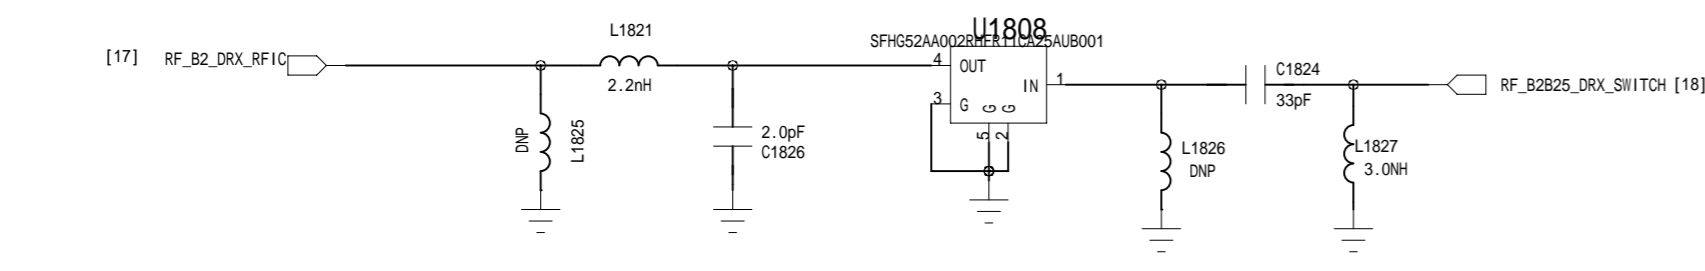 L1821
U1808
SFHG52AA002RHFRI1CA25AUB001
[17] RF_B2_DRX_RFIC
2.2nH
4 OUT
IN 1
3 G
G G
5 2
C1824
33pF
RF_B2B25_DRX_SWITCH [18]
DNP
L1825
2.0pF
C1826
L1826
DNP
L1827
3.0NH